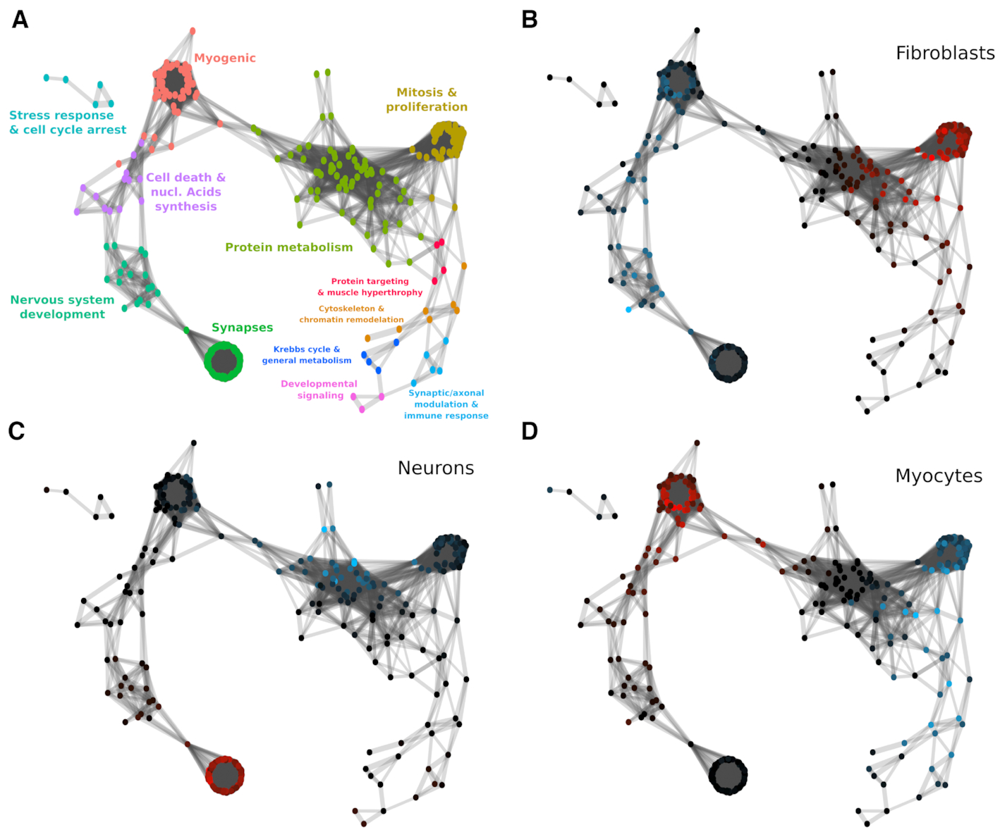 A
B
Fibroblasts
Myogenic
Mitosis &
proliferation
Stress response
& cell cycle arrest
Cell death &
nucl. Acids
synthesis
Protein metabolism
Protein targeting
& muscle hyperthrophy
Nervous system
development
Cytoskeleton &
chromatin remodelation
Synapses
Krebbs cycle &
general metabolism
Developmental
signaling
Synaptic/axonal
modulation &
immune response
C
Neurons
D
Myocytes